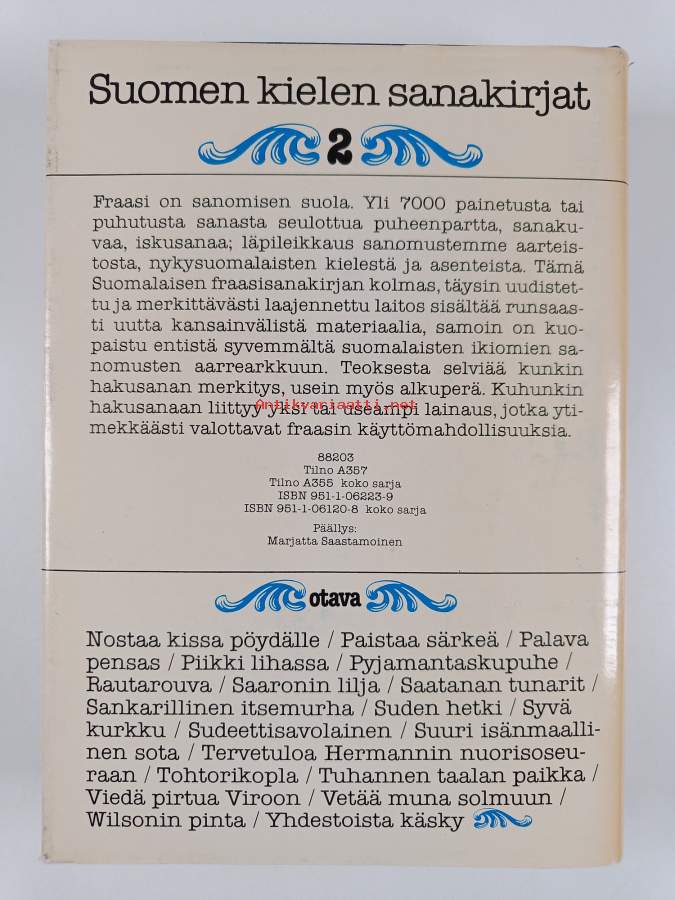 Suomen kielen sanakirjat
2
Fraasi on sanomisen suola. Yli 7000 painetusta tai
puhutusta sanasta seulottua puheenpartta, sanaku-
vaa, iskusanaa; läpileikkaus sanomustemme aarteis-
tosta, nykysuomalaisten kielestä ja asenteista. Tämä
Suomalaisen fraasisanakirjan kolmas, täysin uudistet-
tu ja merkittävästi laajennettu laitos sisältää runsaas-
ti uutta kansainvälistä materiaalia, samoin on kuo-
paistu entistä syvemmältä suomalaisten ikiomien sa-
nomusten aarrearkkuun. Teoksesta selviää kunkin
hakusanan merkitys, usein myös alkuperä. Kuhunkin
Antikvariaatti.net
hakusanaan liittyy yksi tai useampi lainaus, jotka yti-
mekkäästi valottavat fraasin käyttömahdollisuuksia.
88203
Tilno A357
Tilno A355 koko sarja
ISBN 951-1-06223-9
ISBN 951-1-06120-8 koko sarja
Päällys:
Marjatta Saastamoinen
otava
Nostaa kissa pöydälle / Paistaa särkeä / Palava
pensas / Piikki lihassa / Pyjamantaskupuhe /
Rautarouva / Saaronin lilja / Saatanan tunarit /
Sankarillinen itsemurha / Suden hetki / Syvä
kurkku / Sudeettisavolainen / Suuri isänmaalli-
nen sota / Tervetuloa Hermannin nuorisoseu-
raan / Tohtorikopla / Tuhannen taalan paikka /
Viedä pirtua Viroon / Vetää muna solmuun /
Wilsonin pinta / Yhdestoista käsky